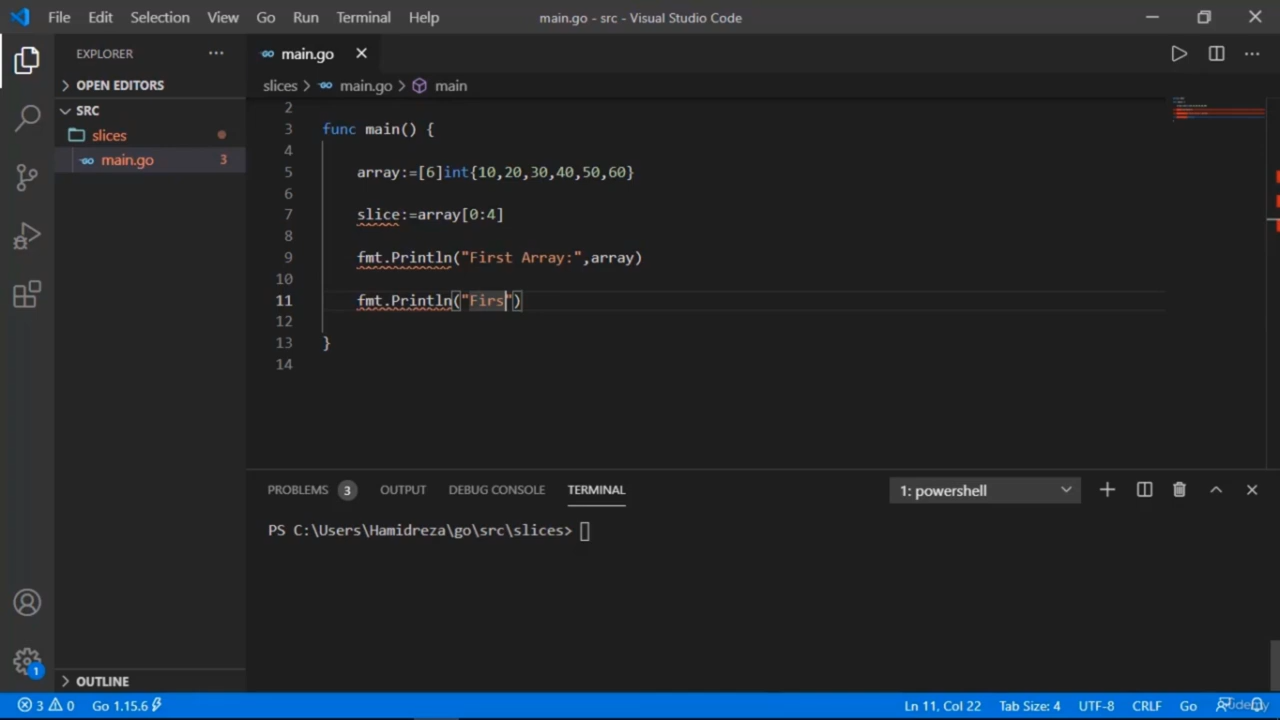 File Edit Selection View Go Run Terminal Help main.go - src - Visual Studio Code
EXPLORER main.go
OPEN EDITORS
SRC
slices
main.go 3
slices > main.go > main
2
3 func main() {
4
5 array:=[6]int{10,20,30,40,50,60}
6
7 slice:=array[0:4]
8
9 fmt.Println("First Array:",array)
10
11 fmt.Println("Firs")
12
13 }
14
PROBLEMS 3 OUTPUT DEBUG CONSOLE TERMINAL 1: powershell
PS C:\Users\Hamidreza\go\src\slices>
1
OUTLINE
3 0 Go 1.15.6 Ln 11, Col 22 Tab Size: 4 UTF-8 CRLF Go Udemy